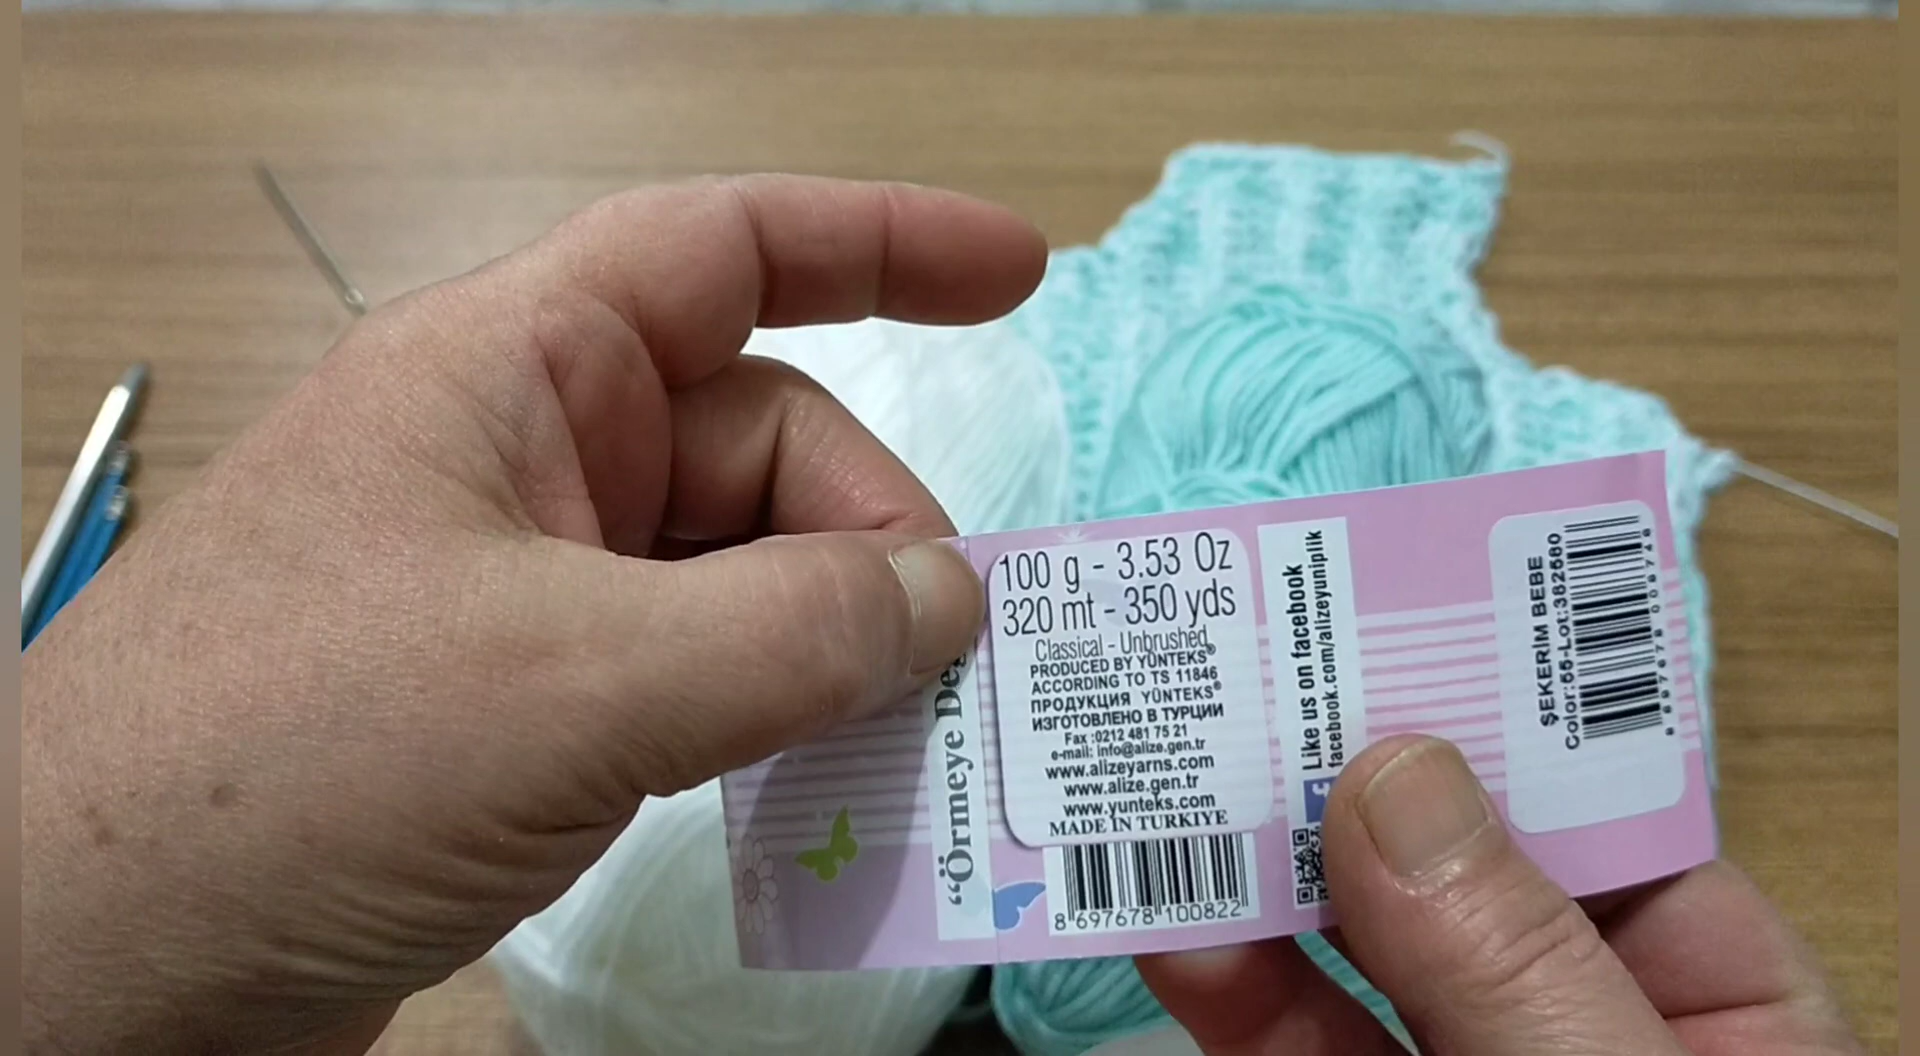 “Örmeye
100 g - 3.53 Oz
320 mt - 350 yds
Classical - Unbrushed
PRODUCED BY YÜNTEKS®
ACCORDING TO TS 11846
ПРОДУКЦИЯ YÜNTEKS®
ИЗГОТОВЛЕНО В ТУРЦИИ
Fax :0212 481 75 21
e-mail: info@alize.gen.tr
www.alizeyarns.com
www.alize.gen.tr
www.yunteks.com
MADE IN TURKIYE
8 697678 100822
Like us on facebook
facebook.com/alizeyuniplik
ŞEKERİM BEBE
Color:55-Lot:382560